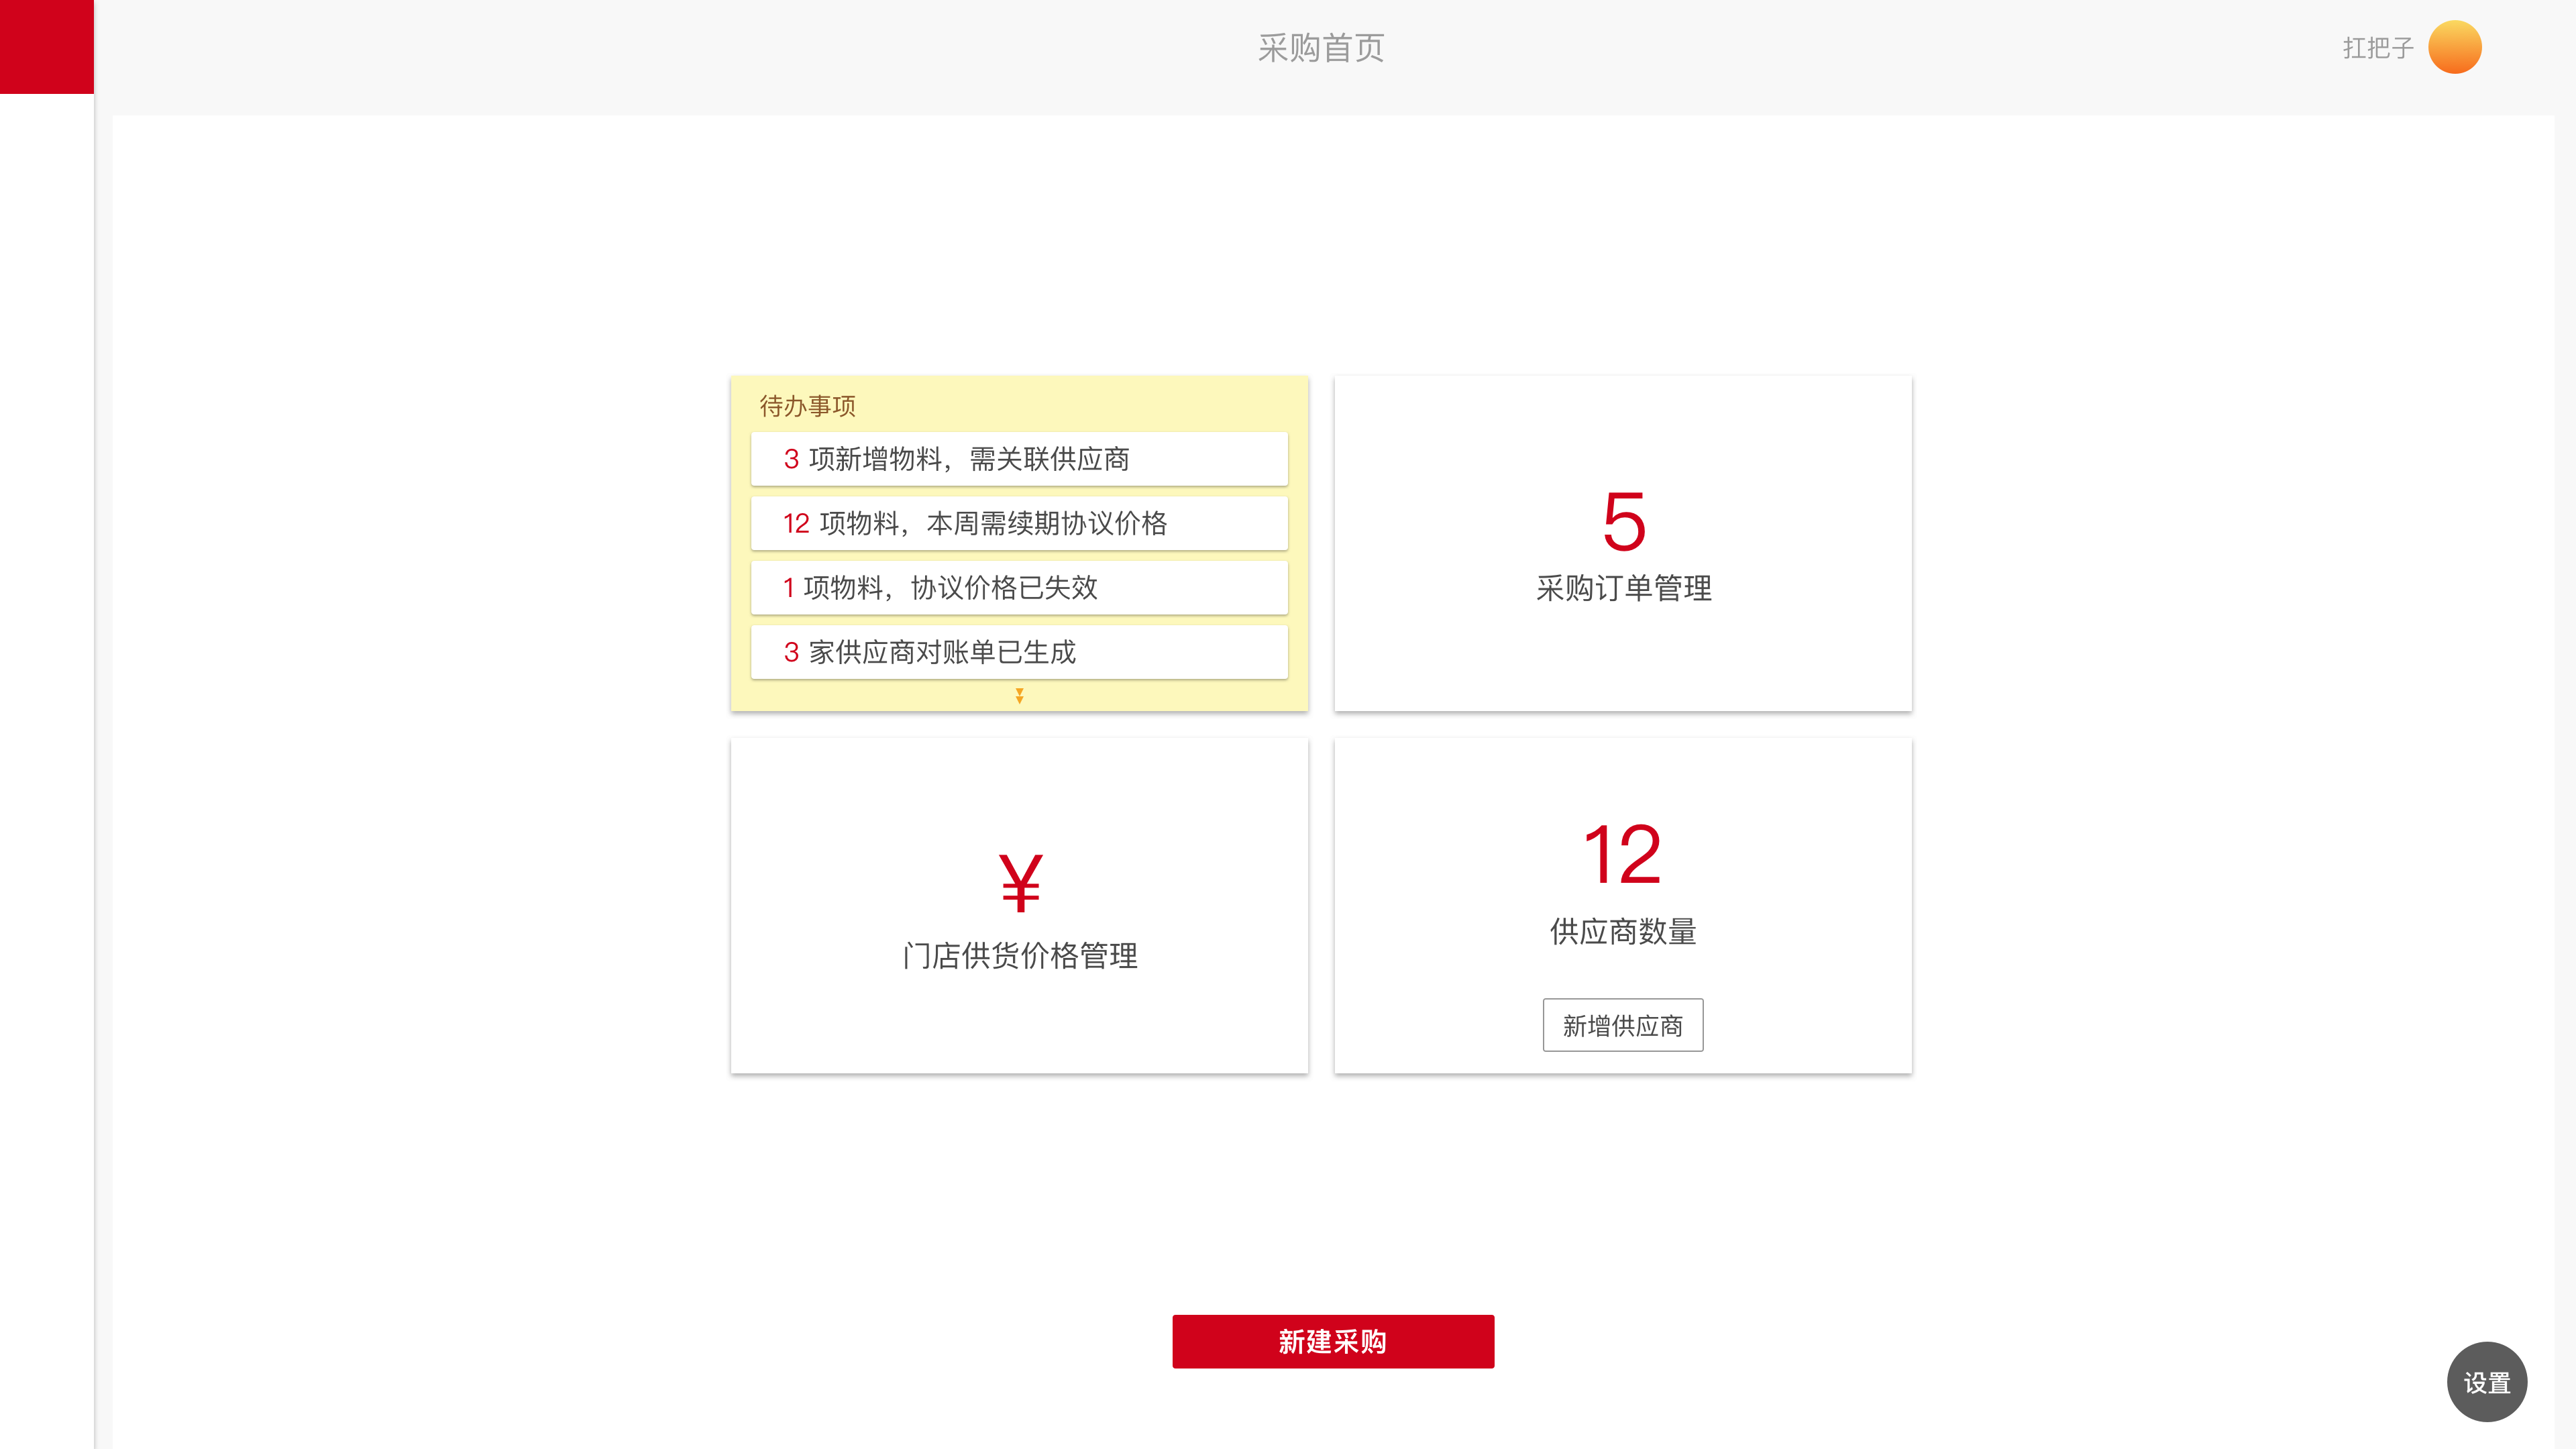 采购首页
扛把子
待办事项
3 项新增物料，需关联供应商
12 项物料，本周需续期协议价格
1 项物料，协议价格已失效
3 家供应商对账单已生成
5
采购订单管理
¥
门店供货价格管理
12
供应商数量
新增供应商
新建采购
设置